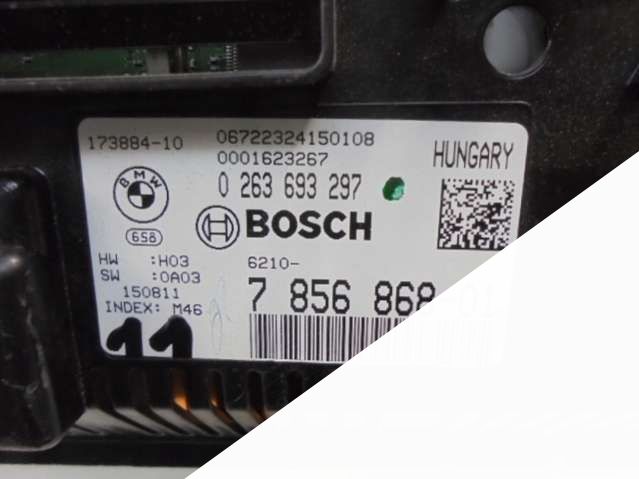 173884-10
06722324150108
0001623267
HUNGARY
0 263 693 297
BMW
658
BOSCH
HW :H03
SW :0A03
150811
INDEX: M46
6210-
7 856 868-01
11